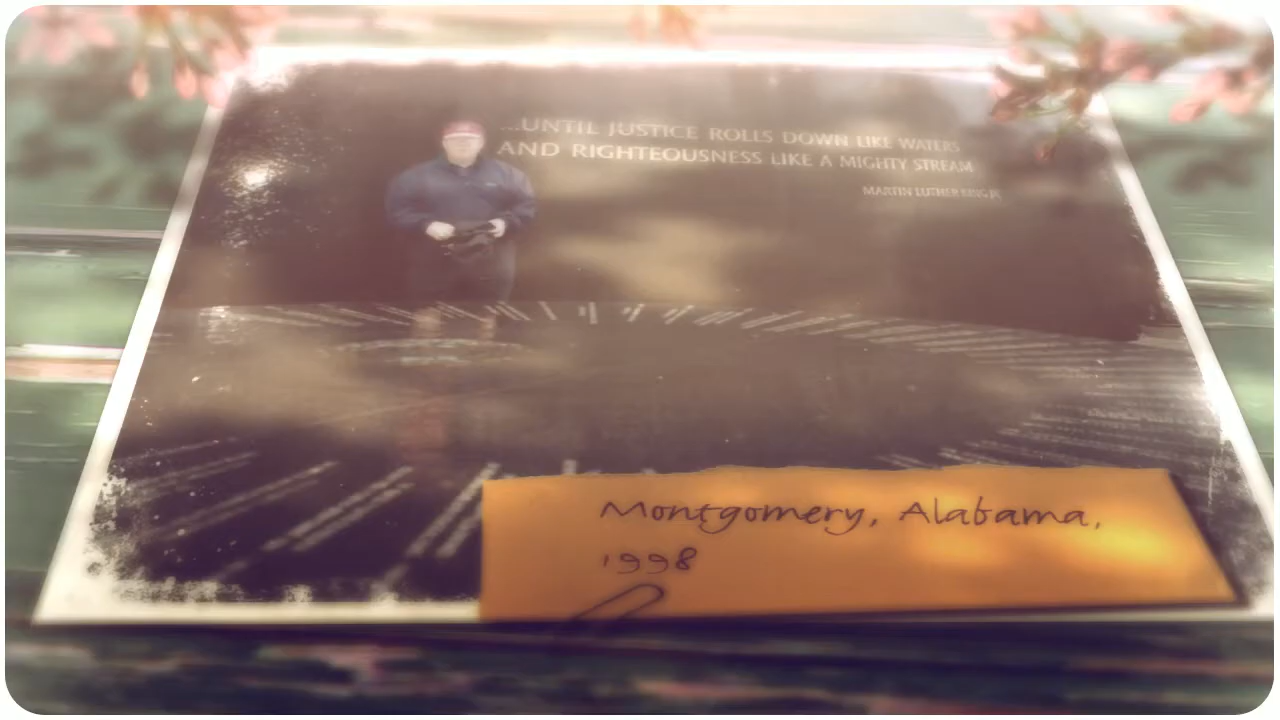 ...UNTIL JUSTICE ROLLS DOWN LIKE WATERS
AND RIGHTEOUSNESS LIKE A MIGHTY STREAM
MARTIN LUTHER KING JR
Montgomery, Alabama,
1998